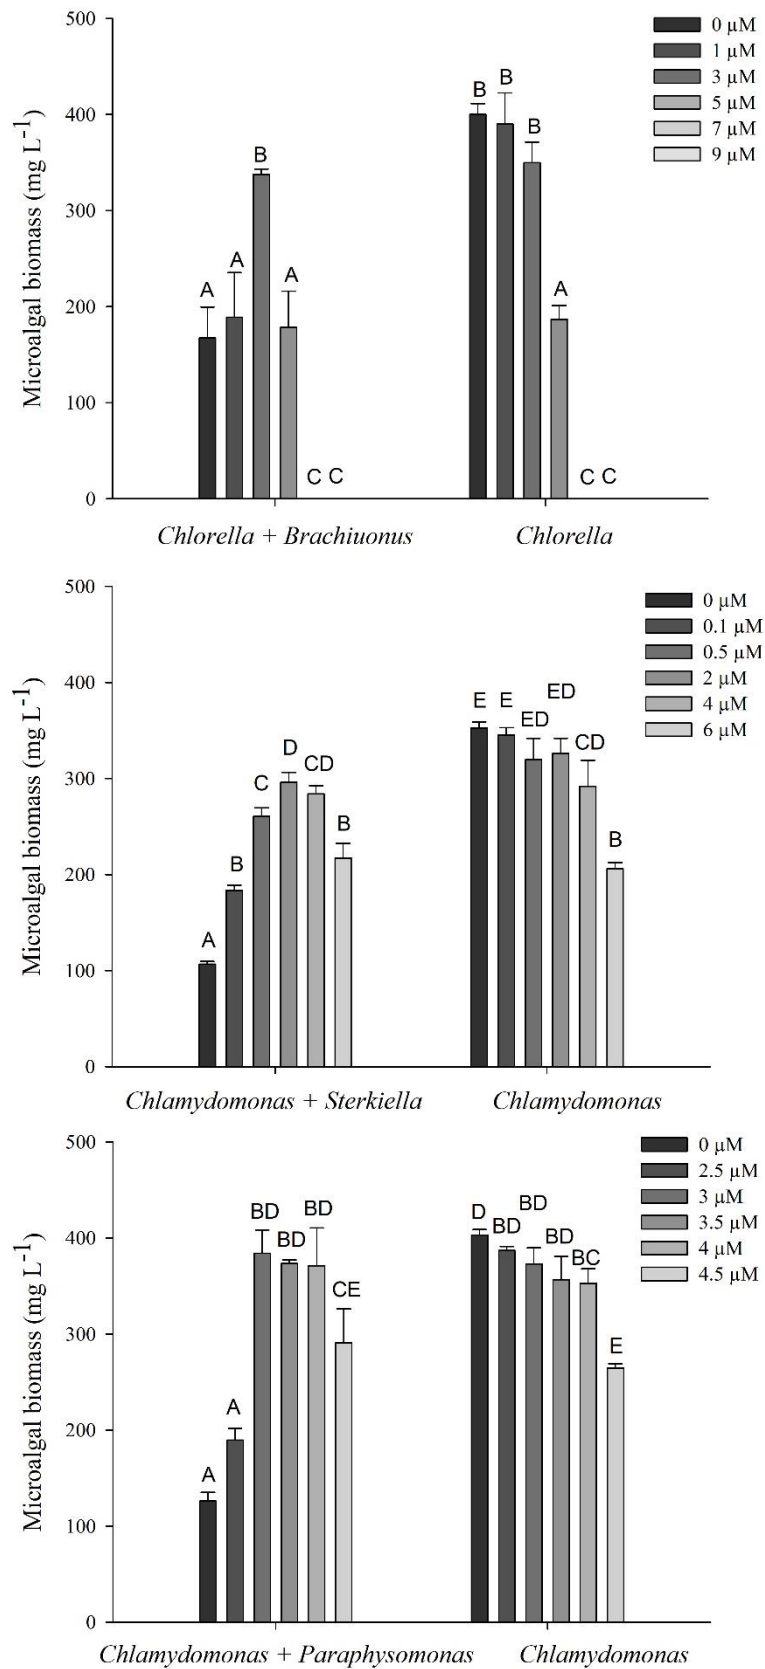 500
400
300
200
100
0
Microalgal biomass (mg L-1)
0 µM
1 µM
3 µM
5 µM
7 µM
9 µM
A
A
B
A
C C
B
B
B
A
C C
Chlorella + Brachiuonus
Chlorella
500
400
300
200
100
0
Microalgal biomass (mg L-1)
0 µM
0.1 µM
0.5 µM
2 µM
4 µM
6 µM
A
B
C
D
CD
B
E
E
ED
ED
CD
B
Chlamydomonas + Sterkiella
Chlamydomonas
500
400
300
200
100
0
Microalgal biomass (mg L-1)
0 µM
2.5 µM
3 µM
3.5 µM
4 µM
4.5 µM
A
A
BD
BD
BD
CE
D
BD
BD
BD
BC
E
Chlamydomonas + Paraphysomonas
Chlamydomonas